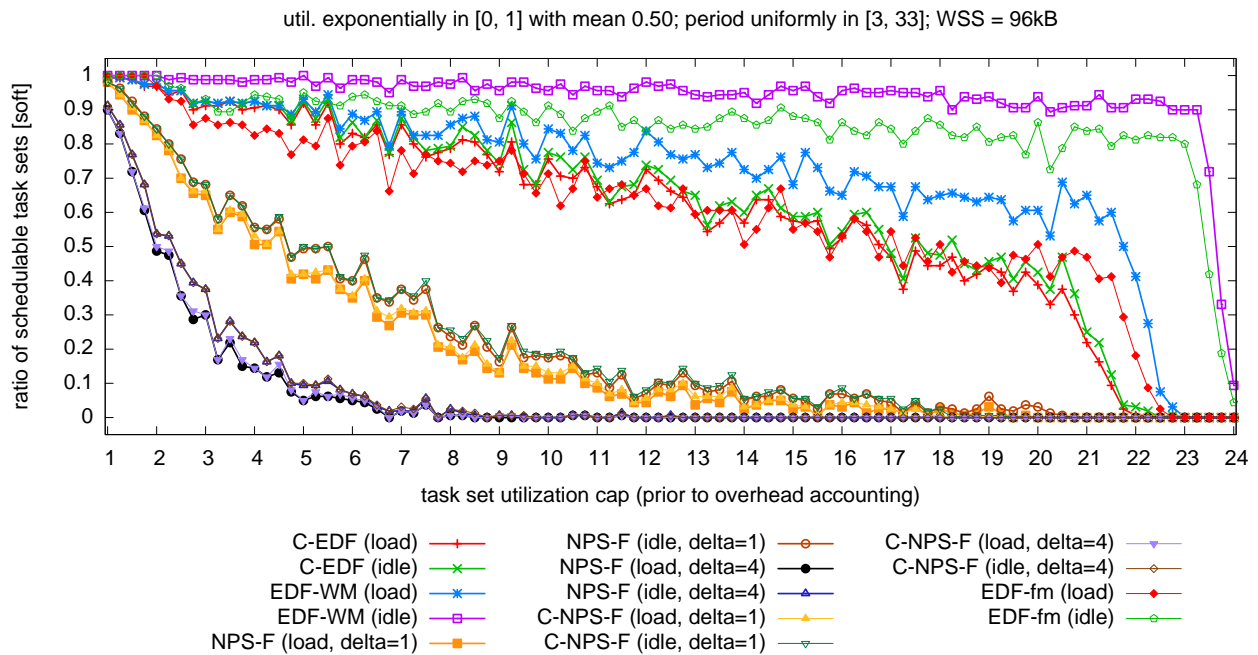 util. exponentially in [0, 1] with mean 0.50; period uniformly in [3, 33]; WSS = 96kB
ratio of schedulable task sets [soft]
1
0.9
0.8
0.7
0.6
0.5
0.4
0.3
0.2
0.1
0
1 2 3 4 5 6 7 8 9 10 11 12 13 14 15 16 17 18 19 20 21 22 23 24
task set utilization cap (prior to overhead accounting)
C-EDF (load)
C-EDF (idle)
EDF-WM (load)
EDF-WM (idle)
NPS-F (load, delta=1)
NPS-F (idle, delta=1)
NPS-F (load, delta=4)
NPS-F (idle, delta=4)
C-NPS-F (load, delta=1)
C-NPS-F (idle, delta=1)
C-NPS-F (load, delta=4)
C-NPS-F (idle, delta=4)
EDF-fm (load)
EDF-fm (idle)